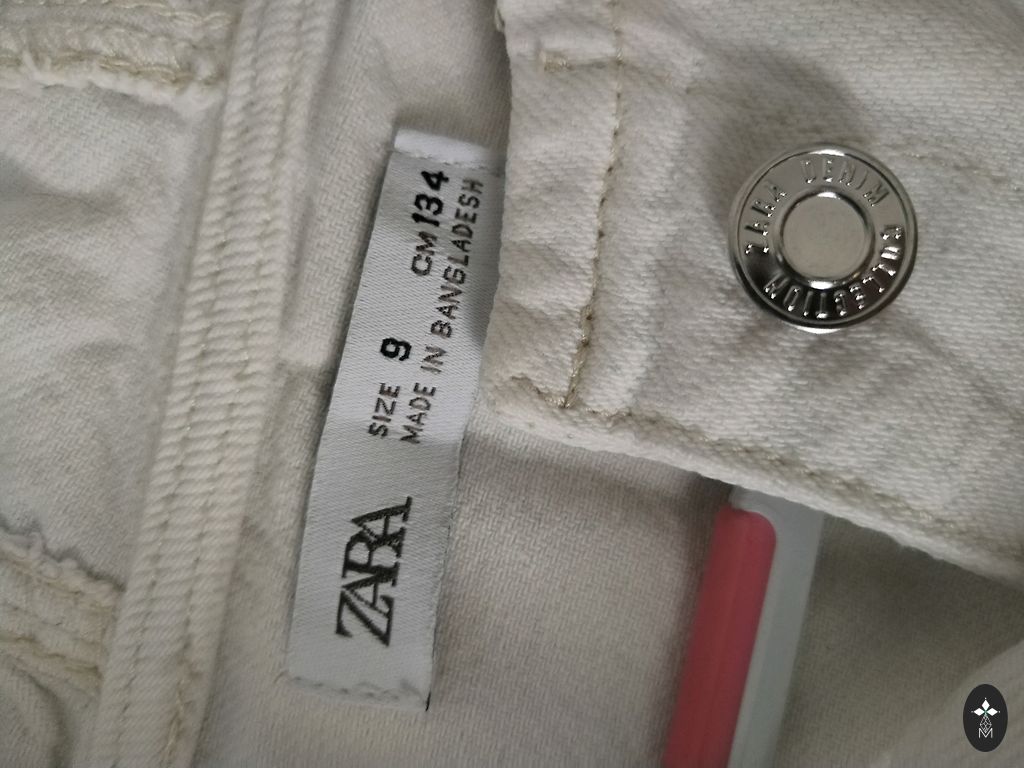 ZARA
SIZE 9 CM 134
MADE IN BANGLADESH
ZARA DENIM COLLECTION
M